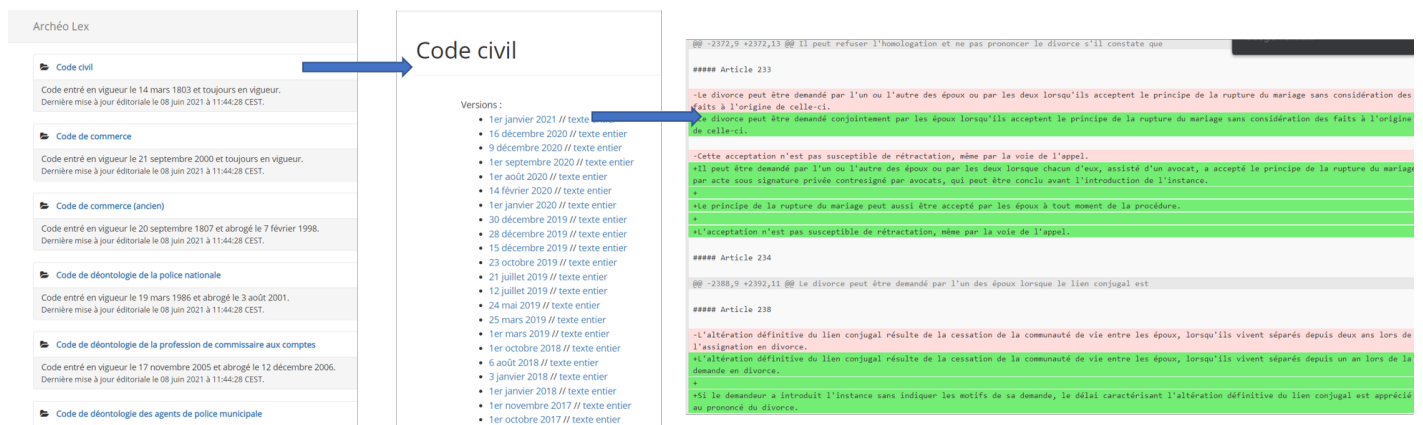 Archéo Lex
Code civil
Code entré en vigueur le 14 mars 1803 et toujours en vigueur.
Dernière mise à jour éditoriale le 08 juin 2021 à 11:44:28 CEST.
Code de commerce
Code entré en vigueur le 21 septembre 2000 et toujours en vigueur.
Dernière mise à jour éditoriale le 08 juin 2021 à 11:44:28 CEST.
Code de commerce (ancien)
Code entré en vigueur le 20 septembre 1807 et abrogé le 7 février 1998.
Dernière mise à jour éditoriale le 08 juin 2021 à 11:44:28 CEST.
Code de déontologie de la police nationale
Code entré en vigueur le 19 mars 1986 et abrogé le 3 août 2001.
Dernière mise à jour éditoriale le 08 juin 2021 à 11:44:28 CEST.
Code de déontologie de la profession de commissaire aux comptes
Code entré en vigueur le 17 novembre 2005 et abrogé le 12 décembre 2006.
Dernière mise à jour éditoriale le 08 juin 2021 à 11:44:28 CEST.
Code de déontologie des agents de police municipale
Code civil
Versions :
1er janvier 2021 // texte entier
16 décembre 2020 // texte entier
9 décembre 2020 // texte entier
1er septembre 2020 // texte entier
1er août 2020 // texte entier
14 février 2020 // texte entier
1er janvier 2020 // texte entier
30 décembre 2019 // texte entier
28 décembre 2019 // texte entier
15 décembre 2019 // texte entier
23 octobre 2019 // texte entier
21 juillet 2019 // texte entier
12 juillet 2019 // texte entier
24 mai 2019 // texte entier
25 mars 2019 // texte entier
1er mars 2019 // texte entier
1er octobre 2018 // texte entier
6 août 2018 // texte entier
3 janvier 2018 // texte entier
1er janvier 2018 // texte entier
1er novembre 2017 // texte entier
1er octobre 2017 // texte entier
@@ -2372,9 +2372,13 @@ Il peut refuser l'homologation et ne pas prononcer le divorce s'il constate que
##### Article 233
-Le divorce peut être demandé par l'un ou l'autre des époux ou par les deux lorsqu'ils acceptent le principe de la rupture du mariage sans considération des
faits à l'origine de celle-ci.
divorce peut être demandé conjointement par les époux lorsqu'ils acceptent le principe de la rupture du mariage sans considération des faits à l'origine
de celle-ci.
-Cette acceptation n'est pas susceptible de rétractation, même par la voie de l'appel.
+Il peut être demandé par l'un ou l'autre des époux ou par les deux lorsque chacun d'eux, assisté d'un avocat, a accepté le principe de la rupture du mariage
par acte sous signature privée contresigné par avocats, qui peut être conclu avant l'introduction de l'instance.
+
+Le principe de la rupture du mariage peut aussi être accepté par les époux à tout moment de la procédure.
+
+L'acceptation n'est pas susceptible de rétractation, même par la voie de l'appel.
##### Article 234
@@ -2388,9 +2392,11 @@ Le divorce peut être demandé par l'un des époux lorsque le lien conjugal est
##### Article 238
-L'altération définitive du lien conjugal résulte de la cessation de la communauté de vie entre les époux, lorsqu'ils vivent séparés depuis deux ans lors de
l'assignation en divorce.
+L'altération définitive du lien conjugal résulte de la cessation de la communauté de vie entre les époux, lorsqu'ils vivent séparés depuis un an lors de la
demande en divorce.
+
+Si le demandeur a introduit l'instance sans indiquer les motifs de sa demande, le délai caractérisant l'altération définitive du lien conjugal est apprécié
au prononcé du divorce.